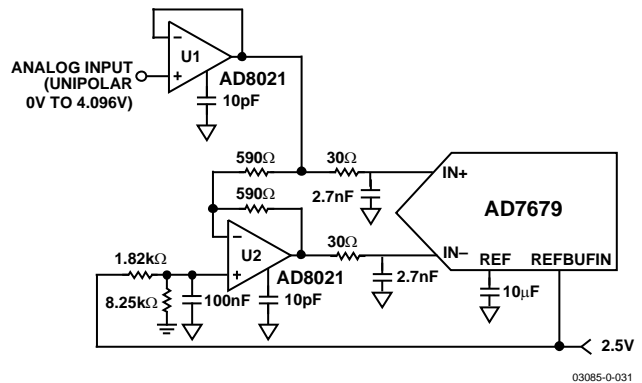 U1
ANALOG INPUT
(UNIPOLAR
0V TO 4.096V)
AD8021
10pF
590Ω
30Ω
IN+
2.7nF
590Ω
AD7679
U2
30Ω
IN–
1.82kΩ
AD8021
REF
REFBUFIN
8.25kΩ
100nF
10pF
2.7nF
10µF
2.5V
03085-0-031